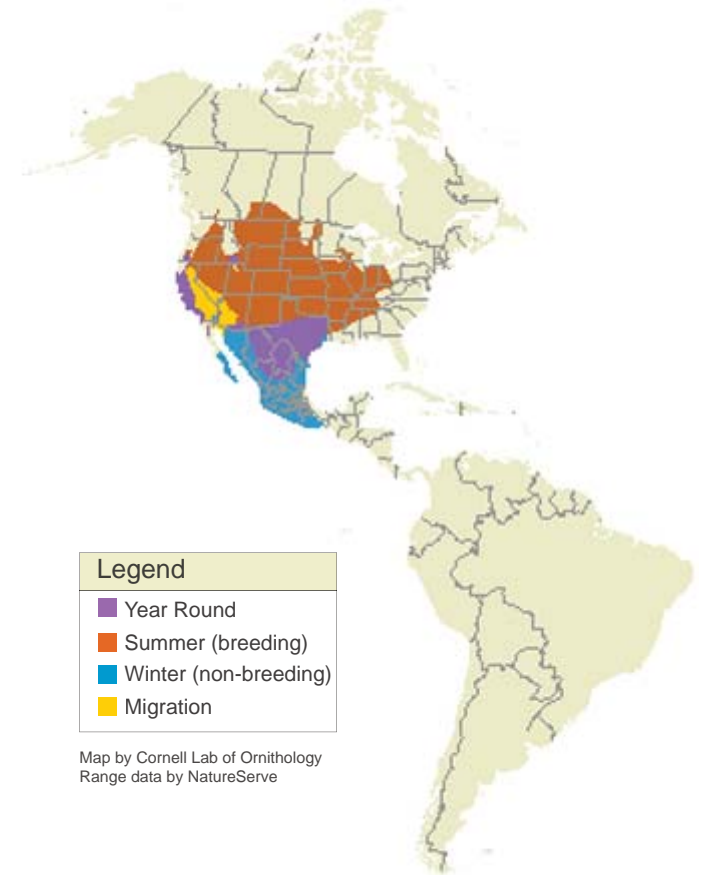 Legend
Year Round
Summer (breeding)
Winter (non-breeding)
Migration
Map by Cornell Lab of Ornithology
Range data by NatureServe